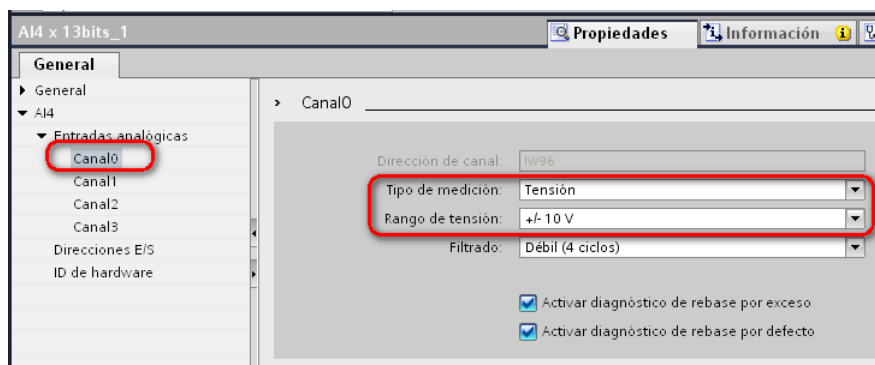 AI4 x 13bits_1
Propiedades
Información
General
General
AI4
Entradas analógicas
Canal0
Canal1
Canal2
Canal3
Direcciones E/S
ID de hardware
> Canal0
Dirección de canal: IW96
Tipo de medición: Tensión
Rango de tensión: +/- 10 V
Filtrado: Débil (4 ciclos)
Activar diagnóstico de rebase por exceso
Activar diagnóstico de rebase por defecto